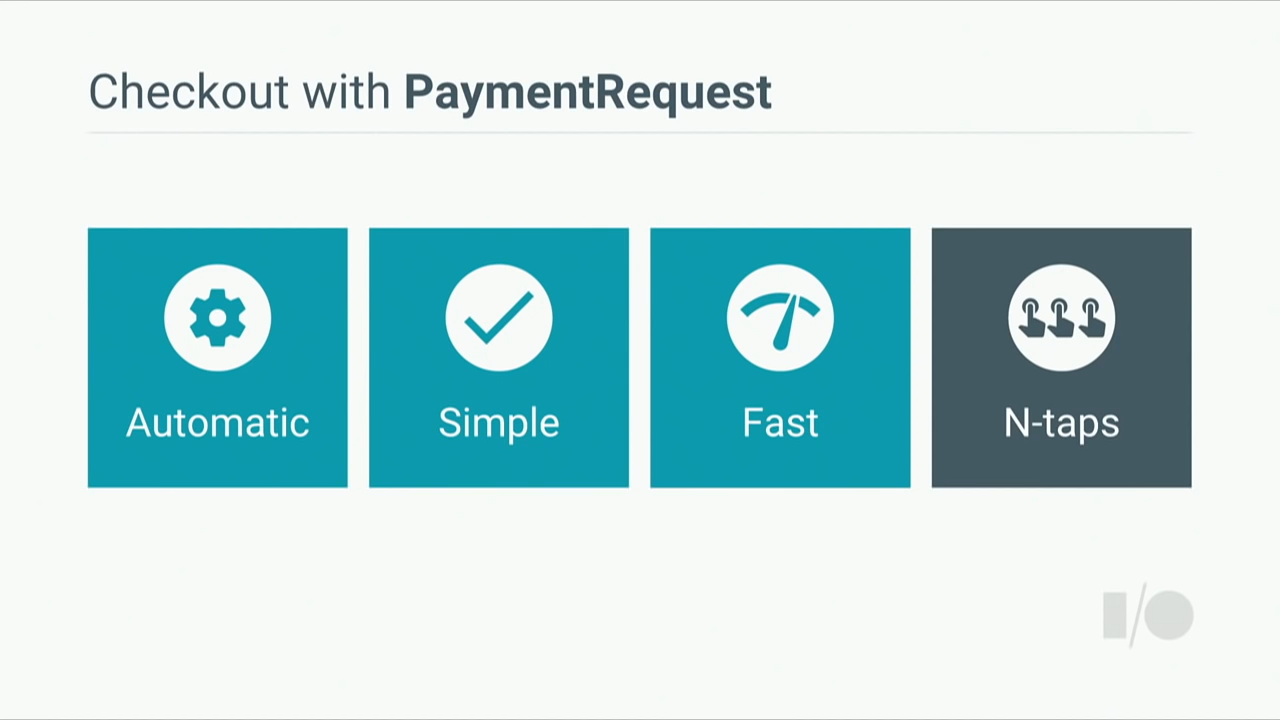 Checkout with PaymentRequest
Automatic
Simple
Fast
N-taps
I/O